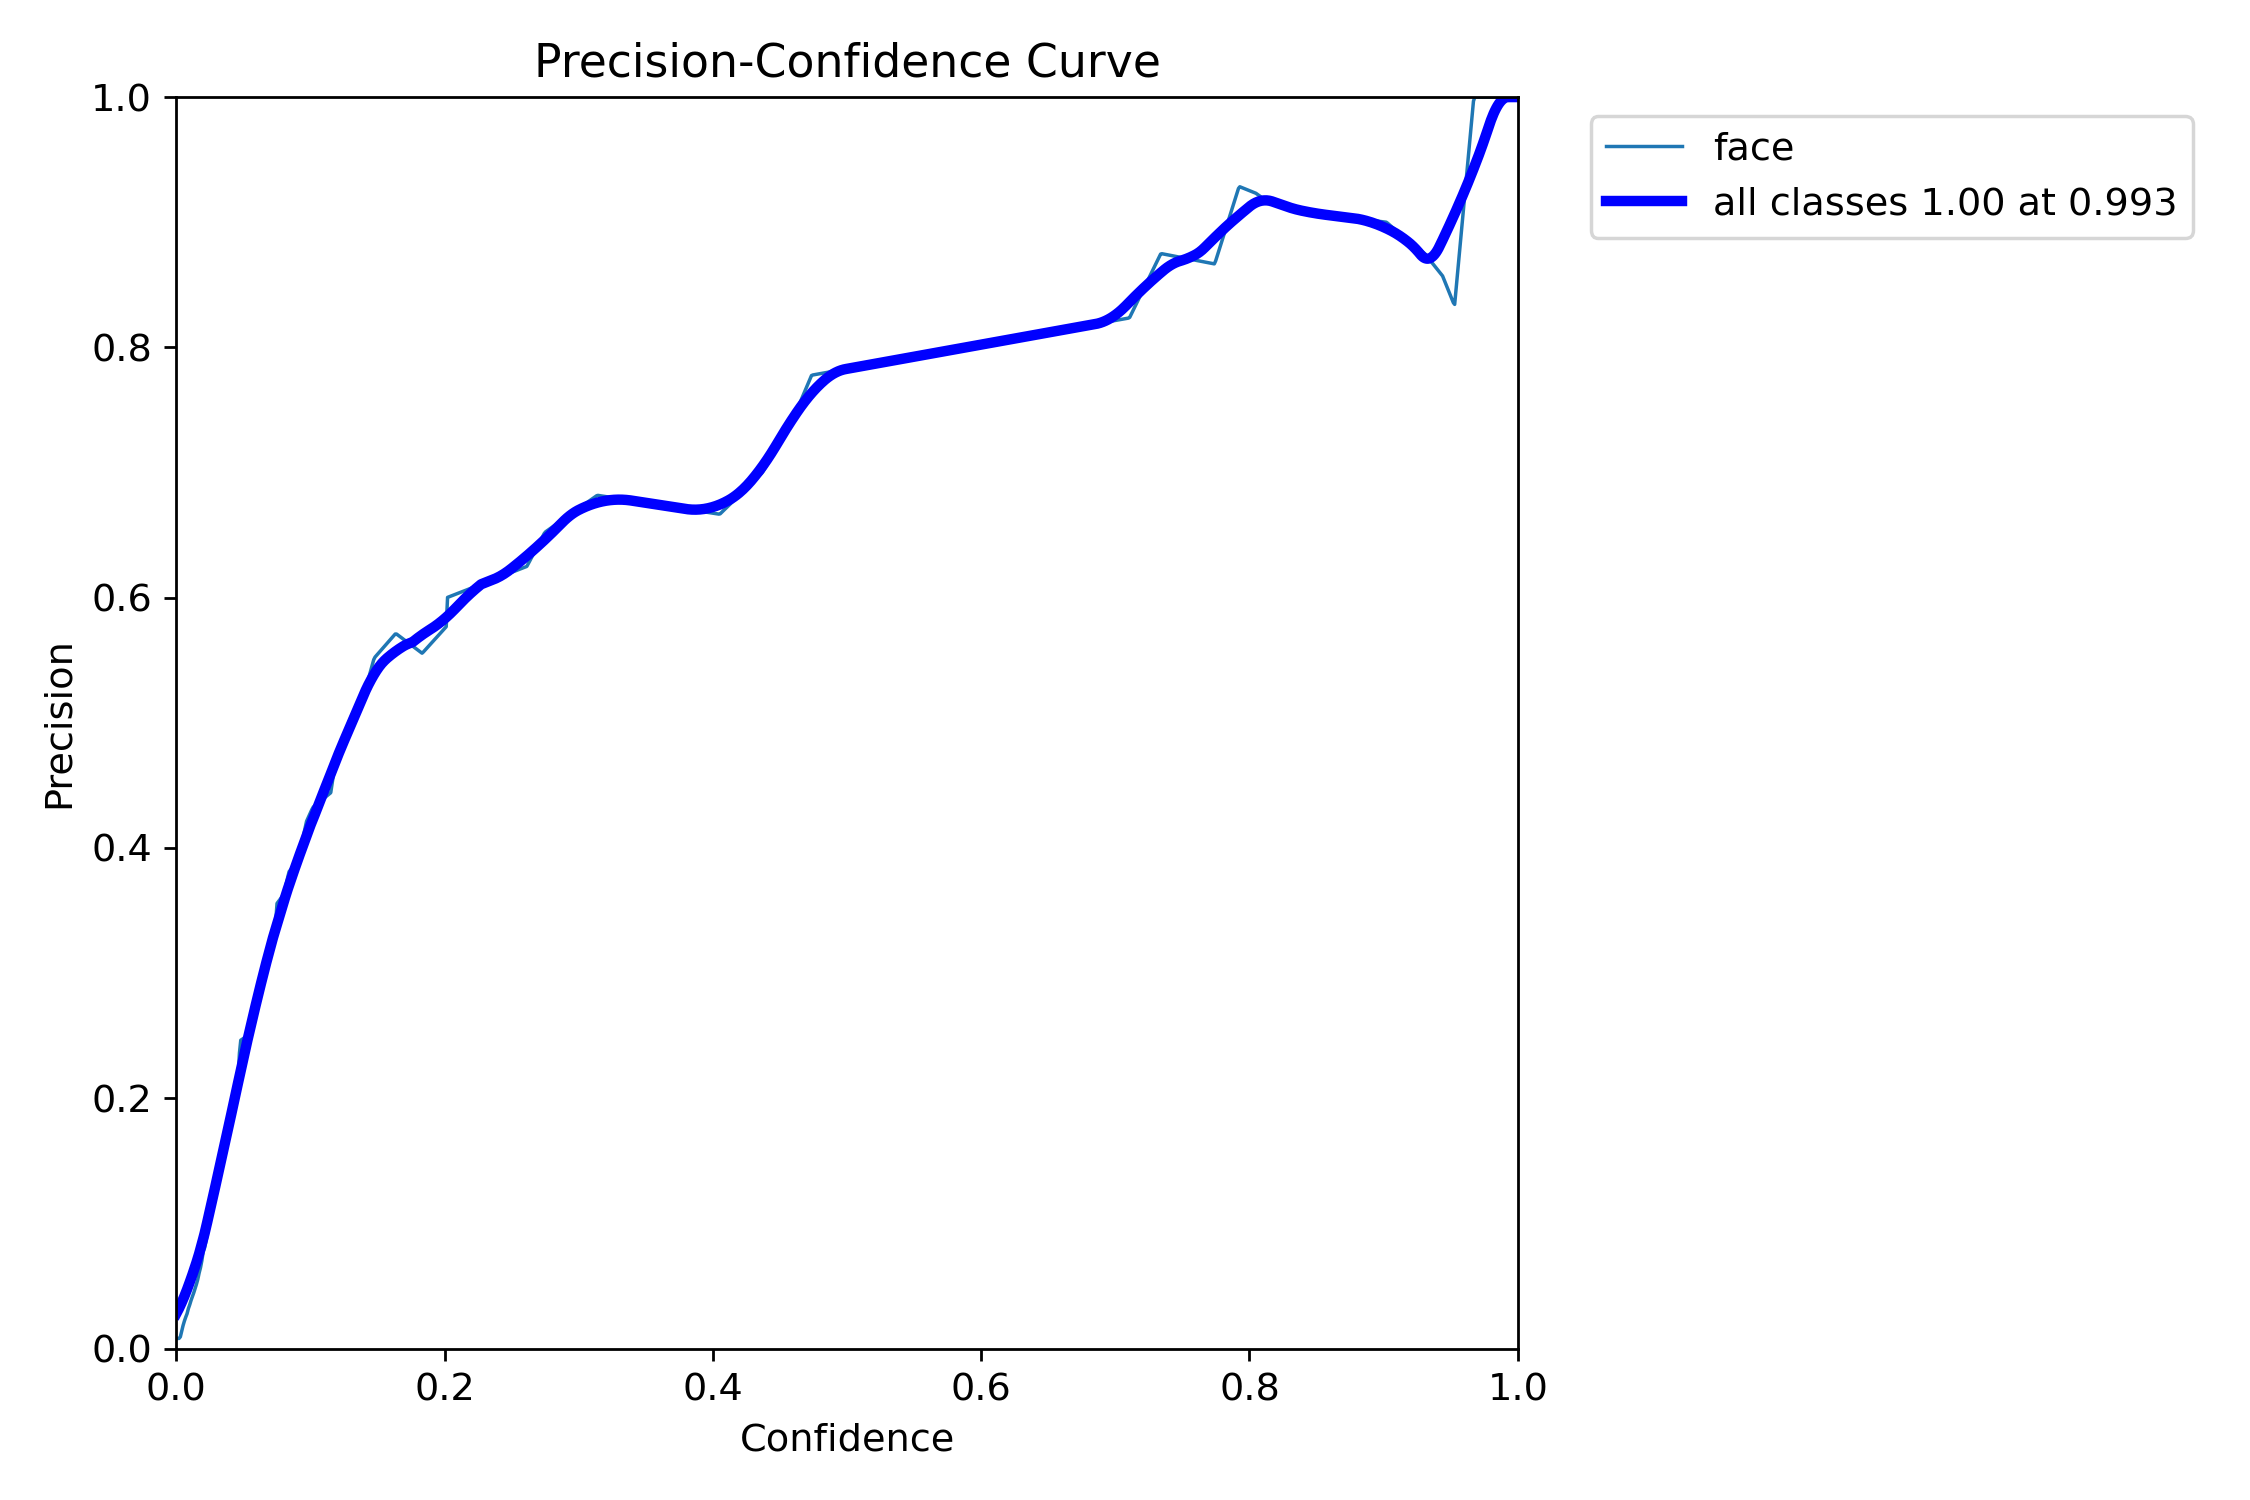 Precision-Confidence Curve
1.0
0.8
0.6
0.4
0.2
0.0
Precision
0.0 0.2 0.4 0.6 0.8 1.0
Confidence
face
all classes 1.00 at 0.993